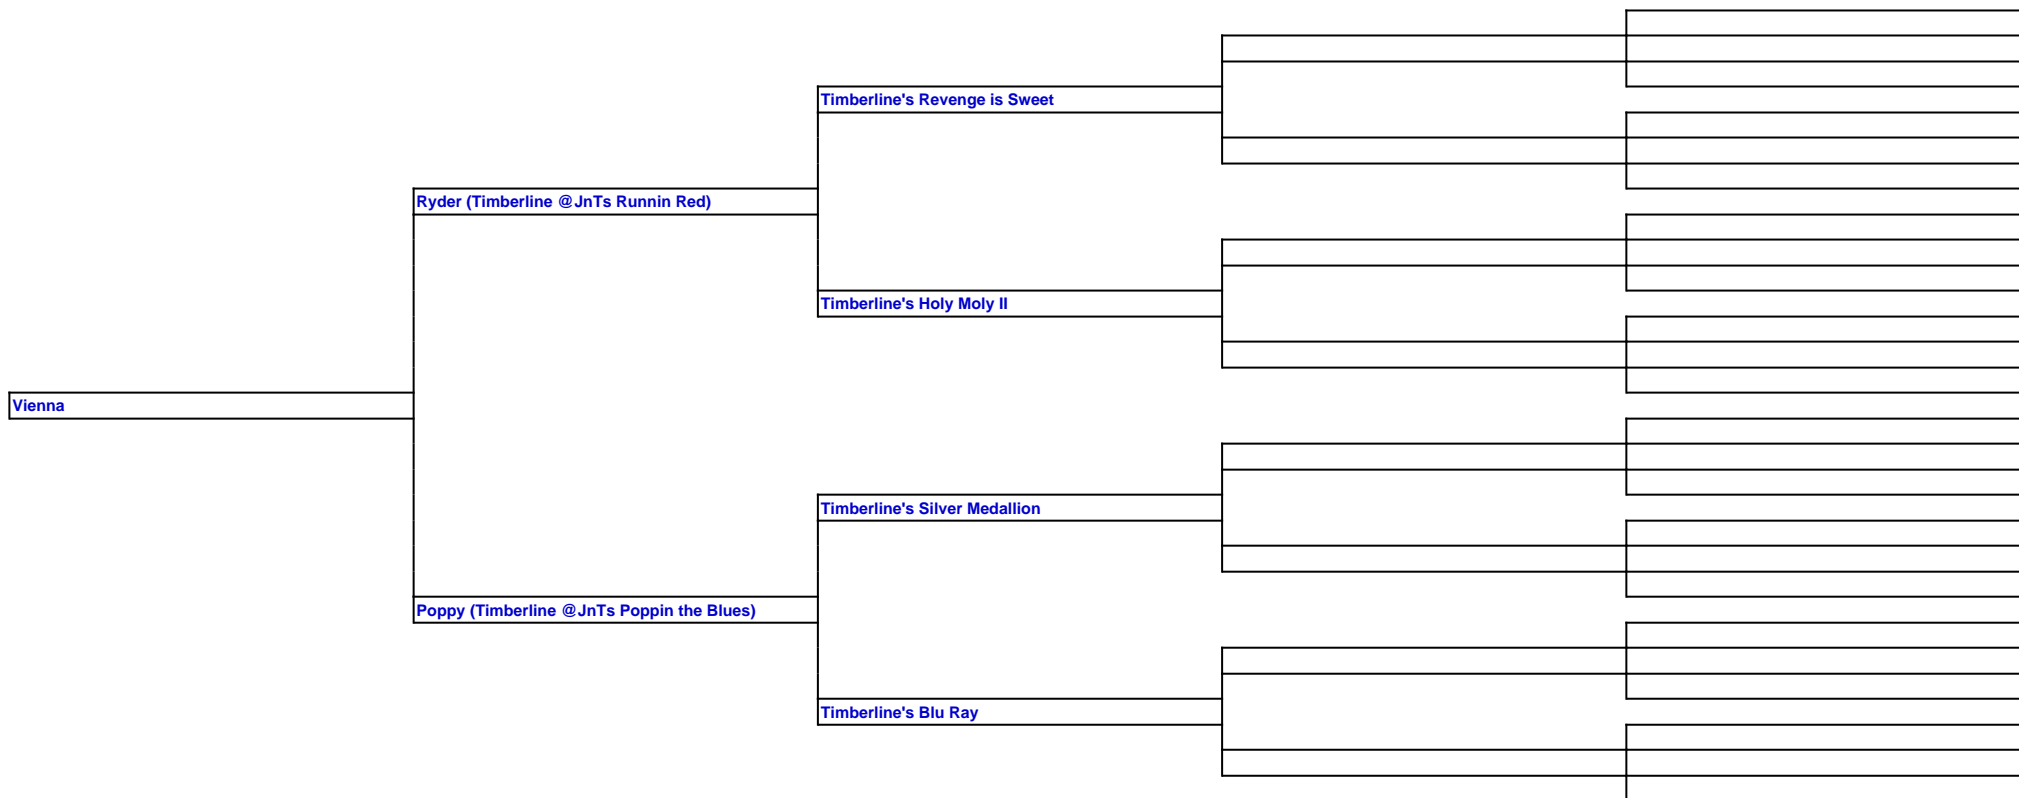 Timberline's Revenge is Sweet
Ryder (Timberline @JnTs Runnin Red)
Timberline's Holy Moly II
Vienna
Timberline's Silver Medallion
Poppy (Timberline @JnTs Poppin the Blues)
Timberline's Blu Ray